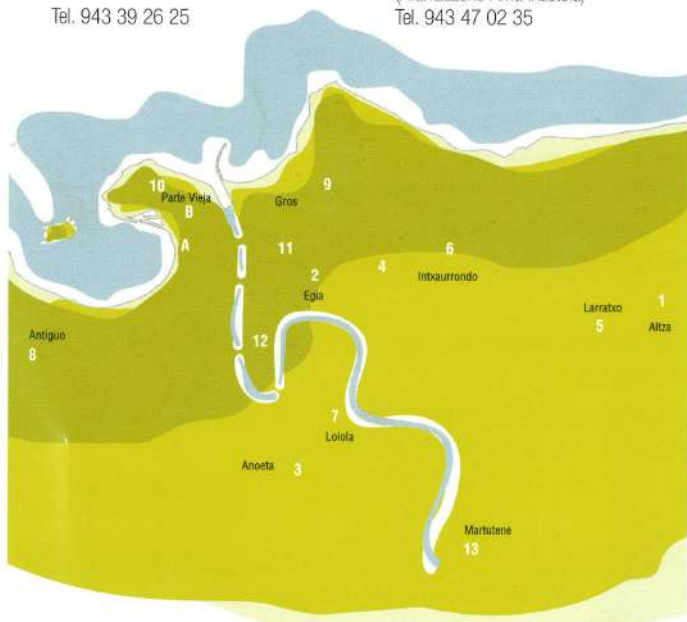 Tel. 943 39 26 25
Tel. 943 47 02 35
10
Parte Vieja
B
9
Gros
A
11
6
4
2
Intxaurrondo
Egia
1
Larratxo
5
Altza
Antiguo
8
12
7
Loiola
Anoeta
3
Martutene
13